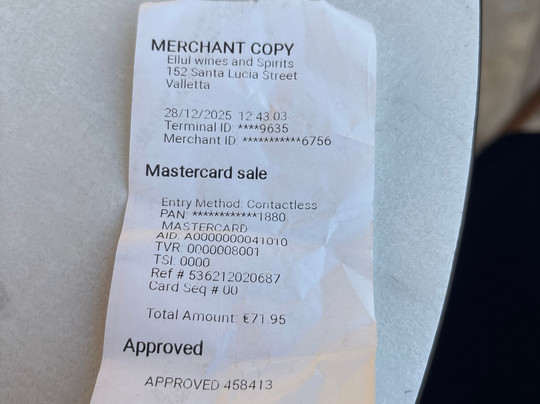 MERCHANT COPY
Ellul wines and Spirits
152 Santa Lucia Street
Valletta
28/12/2025 12:43:03
Terminal ID: ****9635
Merchant ID: ***********6756
Mastercard sale
Entry Method: Contactless
PAN: ************1880
MASTERCARD
AID: A0000000041010
TVR: 0000008001
TSI: 0000
Ref # 536212020687
Card Seq # 00
Total Amount: €71.95
Approved
APPROVED 458413